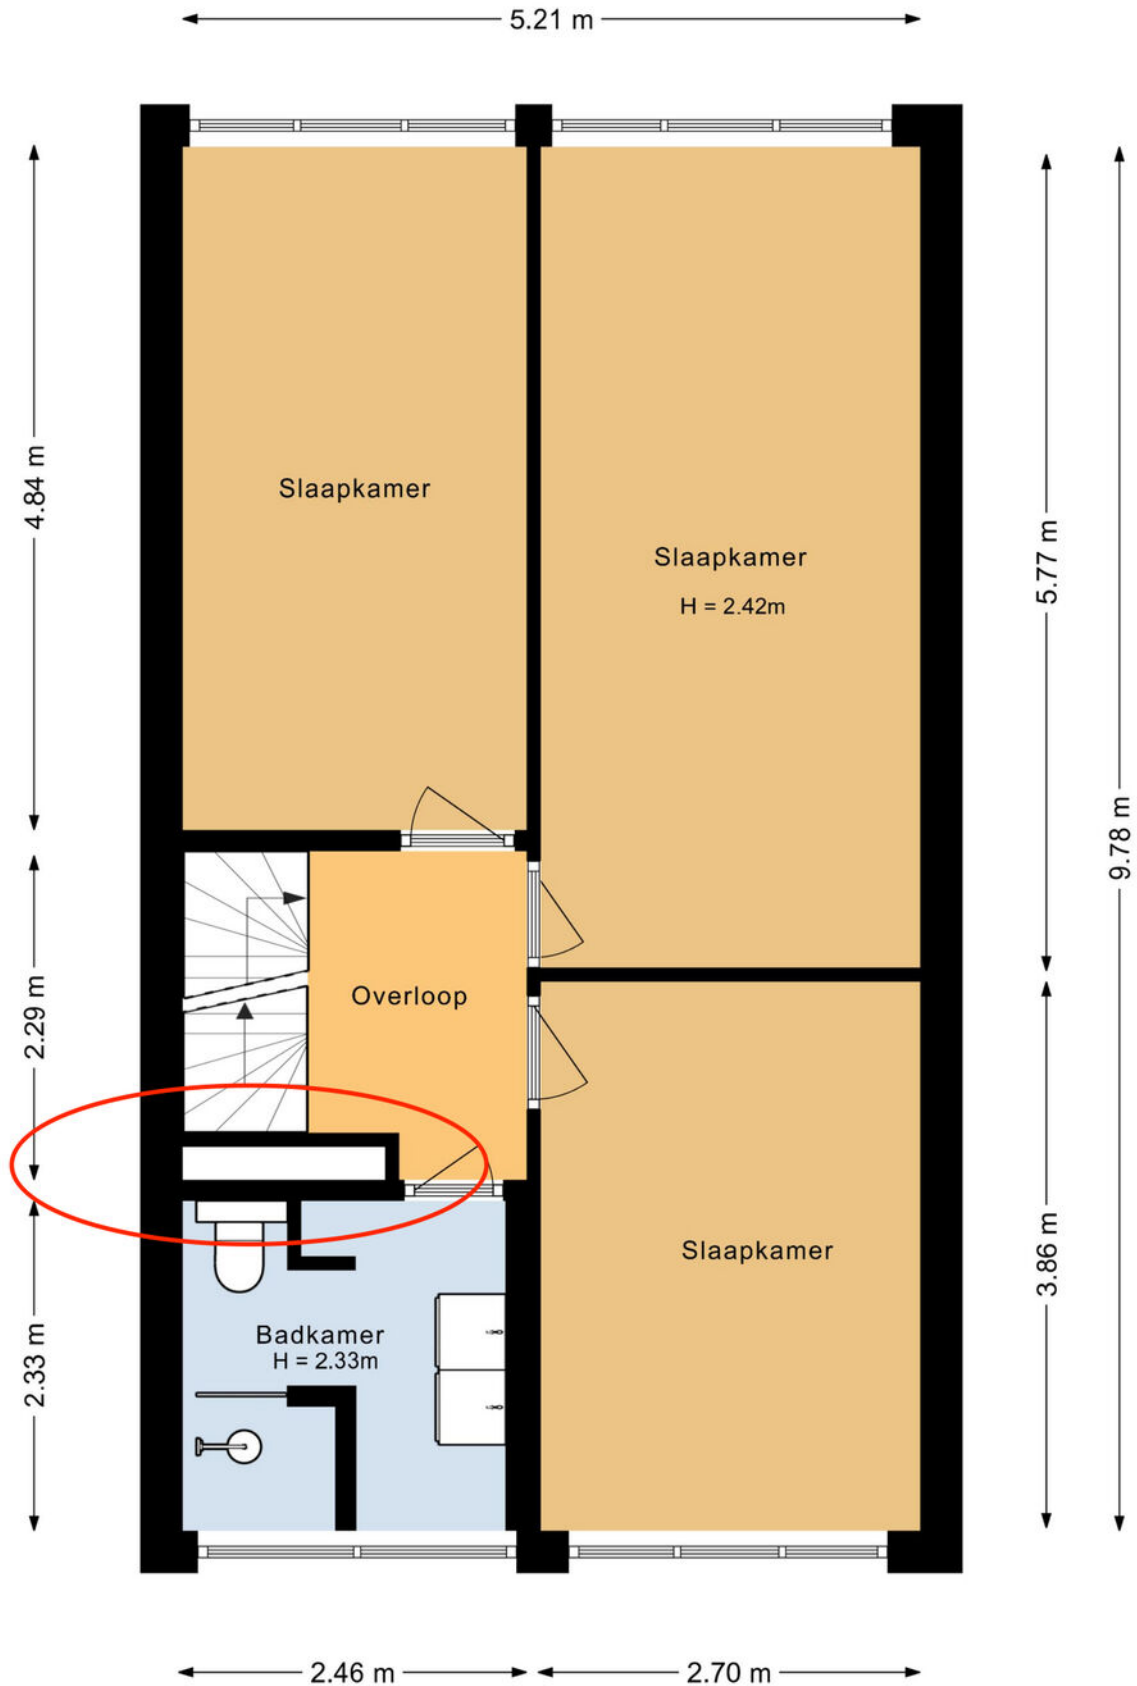 5.21 m
4.84 m
Slaapkamer
Slaapkamer
H = 2.42m
5.77 m
9.78 m
2.29 m
Overloop
3.86 m
Slaapkamer
2.33 m
Badkamer
H = 2.33m
2.46 m
2.70 m